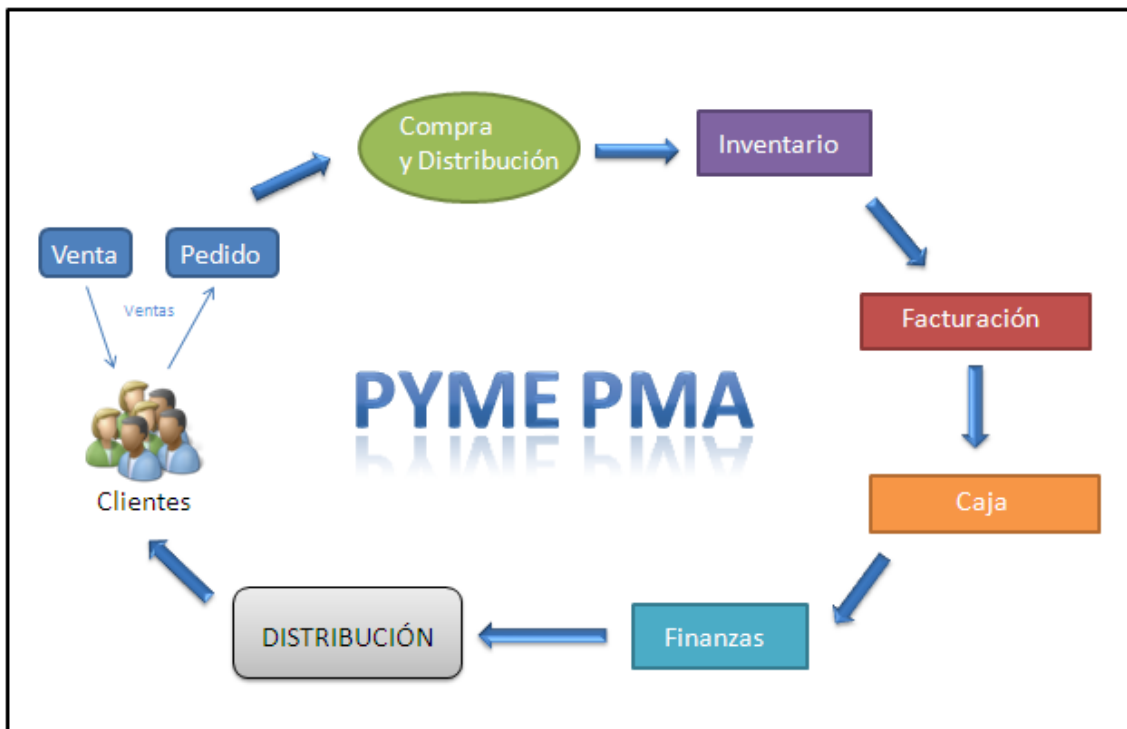 Compra
y Distribución
Inventario
Venta
Pedido
Ventas
Facturación
PYME PMA
Clientes
Caja
DISTRIBUCIÓN
Finanzas